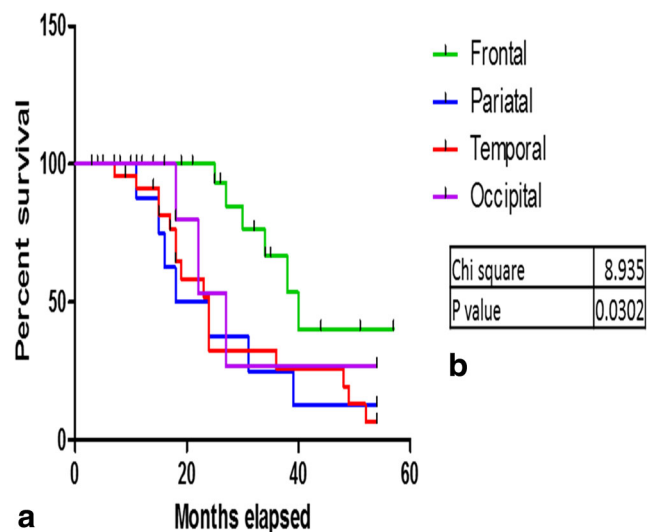 150
100
50
0
Percent survival
0 20 40 60
Months elapsed
a
Frontal
Pariatal
Temporal
Occipital
Chi square 8.935
P value 0.0302
b